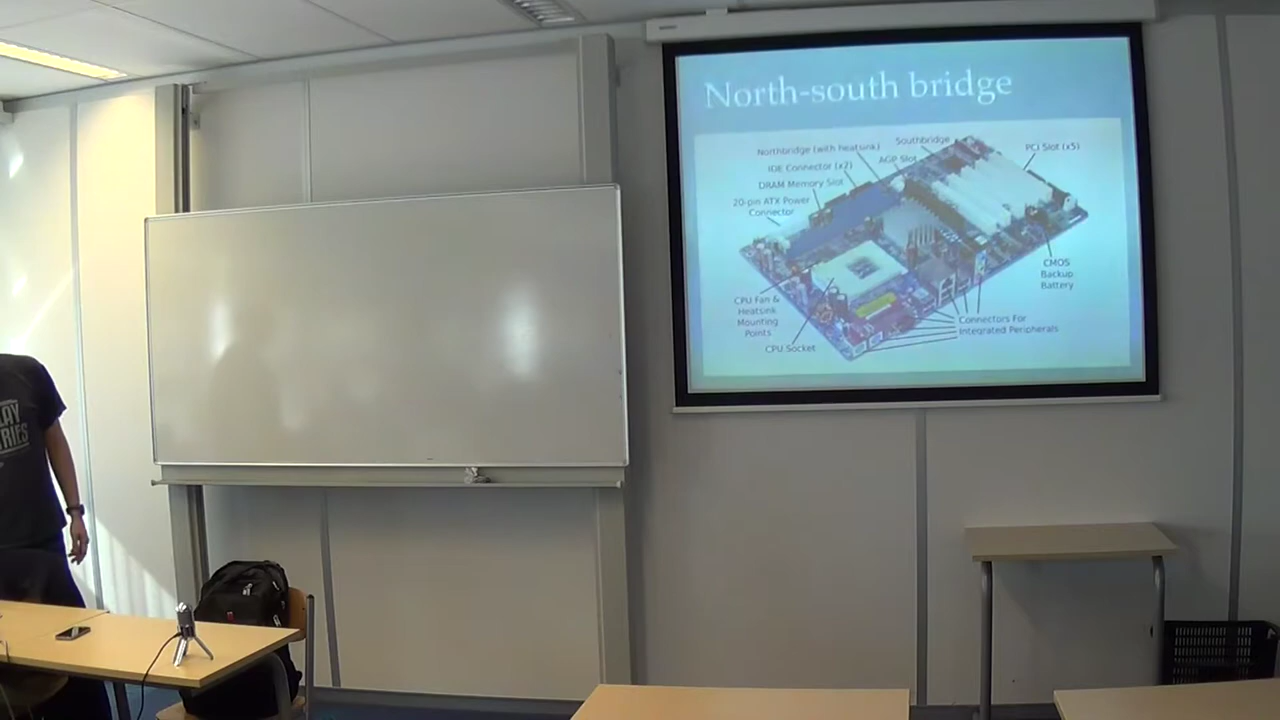 North-south bridge
Southbridge
Northbridge (with heatsink)
PCI Slot (x5)
AGP Slot
IDE Connector (x2)
DRAM Memory Slot
20-pin ATX Power
Connector
CMOS
Backup
Battery
CPU Fan &
Heatsink
Mounting
Points
Connectors For
Integrated Peripherals
CPU Socket